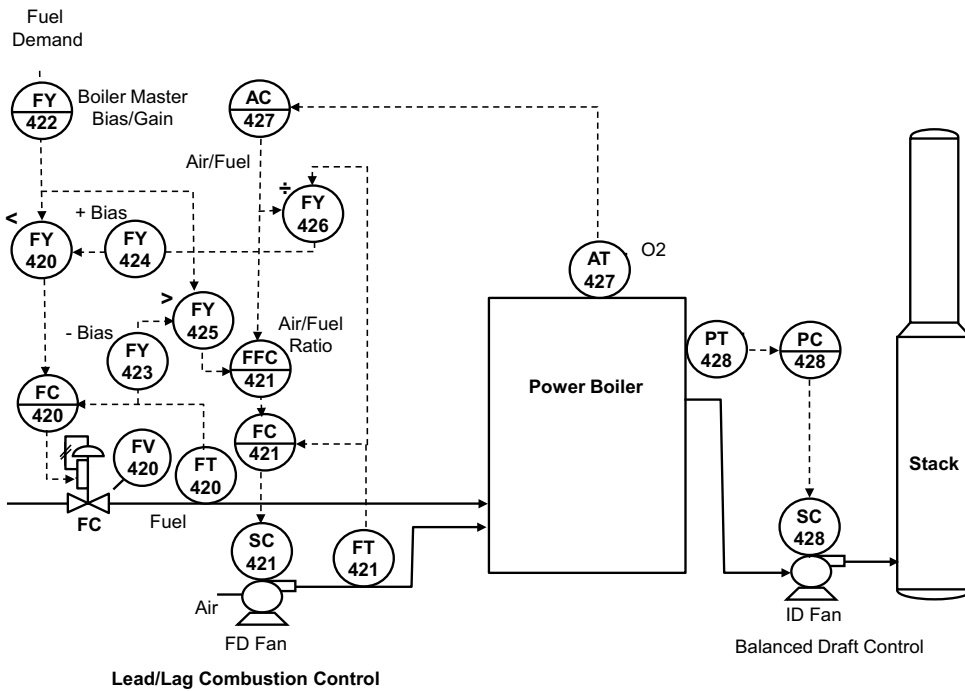 Fuel
Demand
FY
422
Boiler Master
Bias/Gain
AC
427
Air/Fuel
÷
FY
426
<
+ Bias
FY
420
FY
424
AT
427
O2
>
FY
425
- Bias
FY
423
Air/Fuel
Ratio
FFC
421
PT
428
PC
428
Power Boiler
FC
420
FC
421
FV
420
FT
420
Stack
FC
Fuel
SC
421
FT
421
SC
428
Air
FD Fan
ID Fan
Balanced Draft Control
Lead/Lag Combustion Control